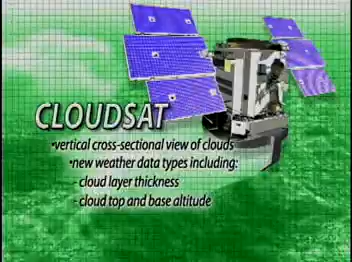 CLOUDSAT
•vertical cross-sectional view of clouds
•new weather data types including:
- cloud layer thickness
- cloud top and base altitude